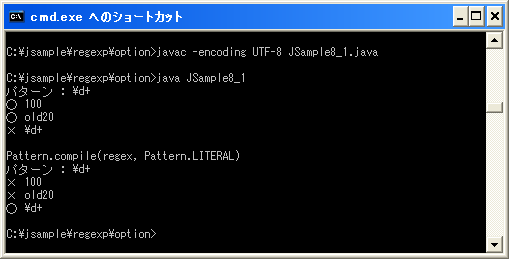 cmd.exe へのショートカット
C:¥jsample¥regexp¥option>javac -encoding UTF-8 JSample8_1.java
C:¥jsample¥regexp¥option>java JSample8_1
パターン : ¥d+
○ 100
○ old20
× ¥d+
Pattern.compile(regex, Pattern.LITERAL)
パターン : ¥d+
× 100
× old20
○ ¥d+
C:¥jsample¥regexp¥option>